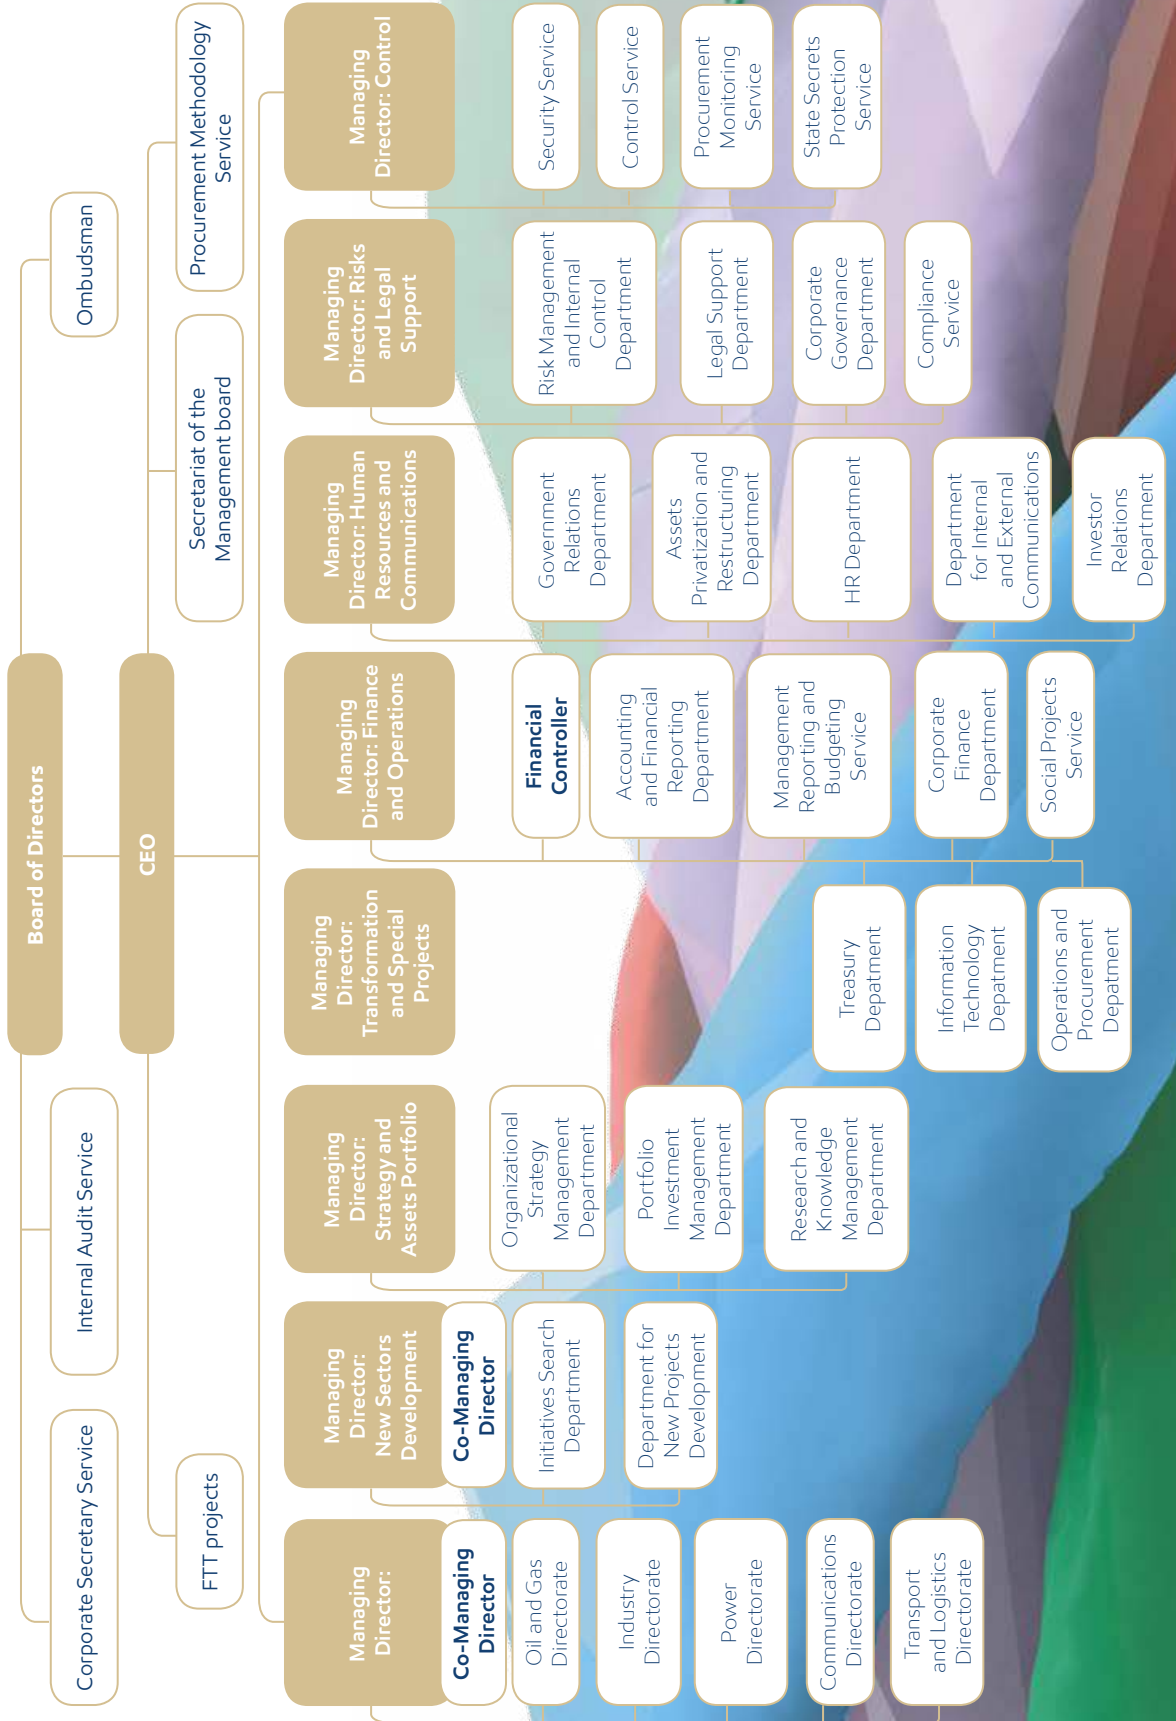 Board of Directors
Corporate Secretary Service
Internal Audit Service
Ombudsman
CEO
FTT projects
Secretariat of the
Management board
Procurement Methodology
Service
Managing
Director:
Co-Managing
Director
Oil and Gas
Directorate
Industry
Directorate
Power
Directorate
Communications
Directorate
Transport
and Logistics
Directorate
Managing
Director:
New Sectors
Development
Co-Managing
Director
Initiatives Search
Department
Department for
New Projects
Development
Managing
Director:
Strategy and
Assets Portfolio
Organizational
Strategy
Management
Department
Portfolio
Investment
Management
Department
Research and
Knowledge
Management
Department
Managing
Director:
Transformation
and Special
Projects
Treasury
Depatment
Information
Technology
Depatment
Operations and
Procurement
Depatment
Managing
Director: Finance
and Operations
Financial
Controller
Accounting
and Financial
Reporting
Department
Management
Reporting and
Budgeting
Service
Corporate
Finance
Department
Social Projects
Service
Managing
Director: Human
Resources and
Communications
Government
Relations
Department
Assets
Privatization and
Restructuring
Department
HR Department
Department
for Internal
and External
Communications
Investor
Relations
Department
Managing
Director: Risks
and Legal
Support
Risk Management
and Internal
Control
Department
Legal Support
Department
Corporate
Governance
Department
Compliance
Service
Managing
Director: Control
Security Service
Control Service
Procurement
Monitoring
Service
State Secrets
Protection
Service